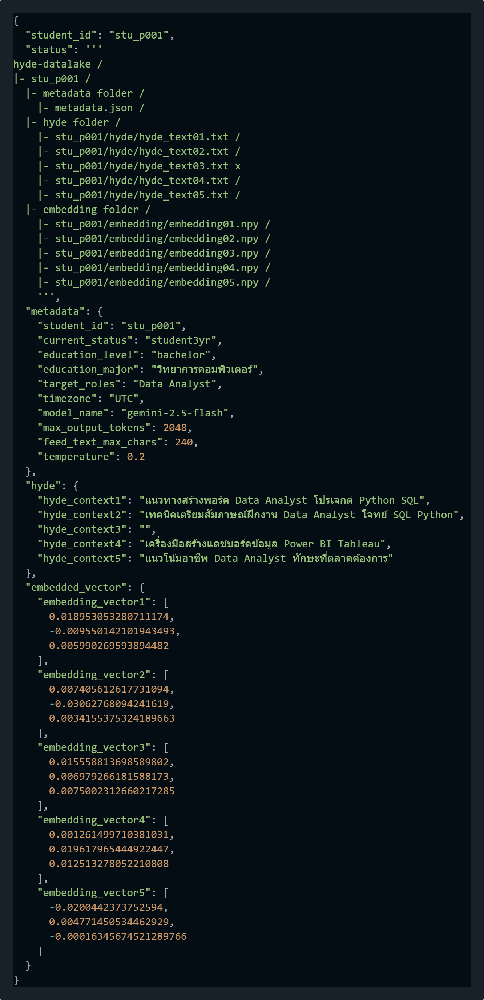 {
  "student_id": "stu_p001",
  "status": '''
hyde-datalake /
|- stu_p001 /
  |- metadata folder /
    |- metadata.json /
  |- hyde folder /
    |- stu_p001/hyde/hyde_text01.txt /
    |- stu_p001/hyde/hyde_text02.txt /
    |- stu_p001/hyde/hyde_text03.txt x
    |- stu_p001/hyde/hyde_text04.txt /
    |- stu_p001/hyde/hyde_text05.txt /
  |- embedding folder /
    |- stu_p001/embedding/embedding01.npy /
    |- stu_p001/embedding/embedding02.npy /
    |- stu_p001/embedding/embedding03.npy /
    |- stu_p001/embedding/embedding04.npy /
    |- stu_p001/embedding/embedding05.npy /
    ''',
  "metadata": {
    "student_id": "stu_p001",
    "current_status": "student3yr",
    "education_level": "bachelor",
    "education_major": "วิทยาการคอมพิวเตอร์",
    "target_roles": "Data Analyst",
    "timezone": "UTC",
    "model_name": "gemini-2.5-flash",
    "max_output_tokens": 2048,
    "feed_text_max_chars": 240,
    "temperature": 0.2
  },
  "hyde": {
    "hyde_context1": "แนวทางสร้างพอร์ต Data Analyst โปรเจกต์ Python SQL",
    "hyde_context2": "เทคนิคเตรียมสัมภาษณ์ฝึกงาน Data Analyst โจทย์ SQL Python",
    "hyde_context3": "",
    "hyde_context4": "เครื่องมือสร้างแดชบอร์ดข้อมูล Power BI Tableau",
    "hyde_context5": "แนวโน้มอาชีพ Data Analyst ทักษะที่ตลาดต้องการ"
  },
  "embedded_vector": {
    "embedding_vector1": [
      0.018953053280711174,
      -0.009550142101943493,
      0.005990269593894482
    ],
    "embedding_vector2": [
      0.007405612617731094,
      -0.03062768094241619,
      0.0034155375324189663
    ],
    "embedding_vector3": [
      0.015558813698589802,
      0.006979266181588173,
      0.0075002312660217285
    ],
    "embedding_vector4": [
      0.001261499710381031,
      0.019617965444922447,
      0.012513278052210808
    ],
    "embedding_vector5": [
      -0.0200442373752594,
      0.004771450534462929,
      -0.00016345674521289766
    ]
  }
}